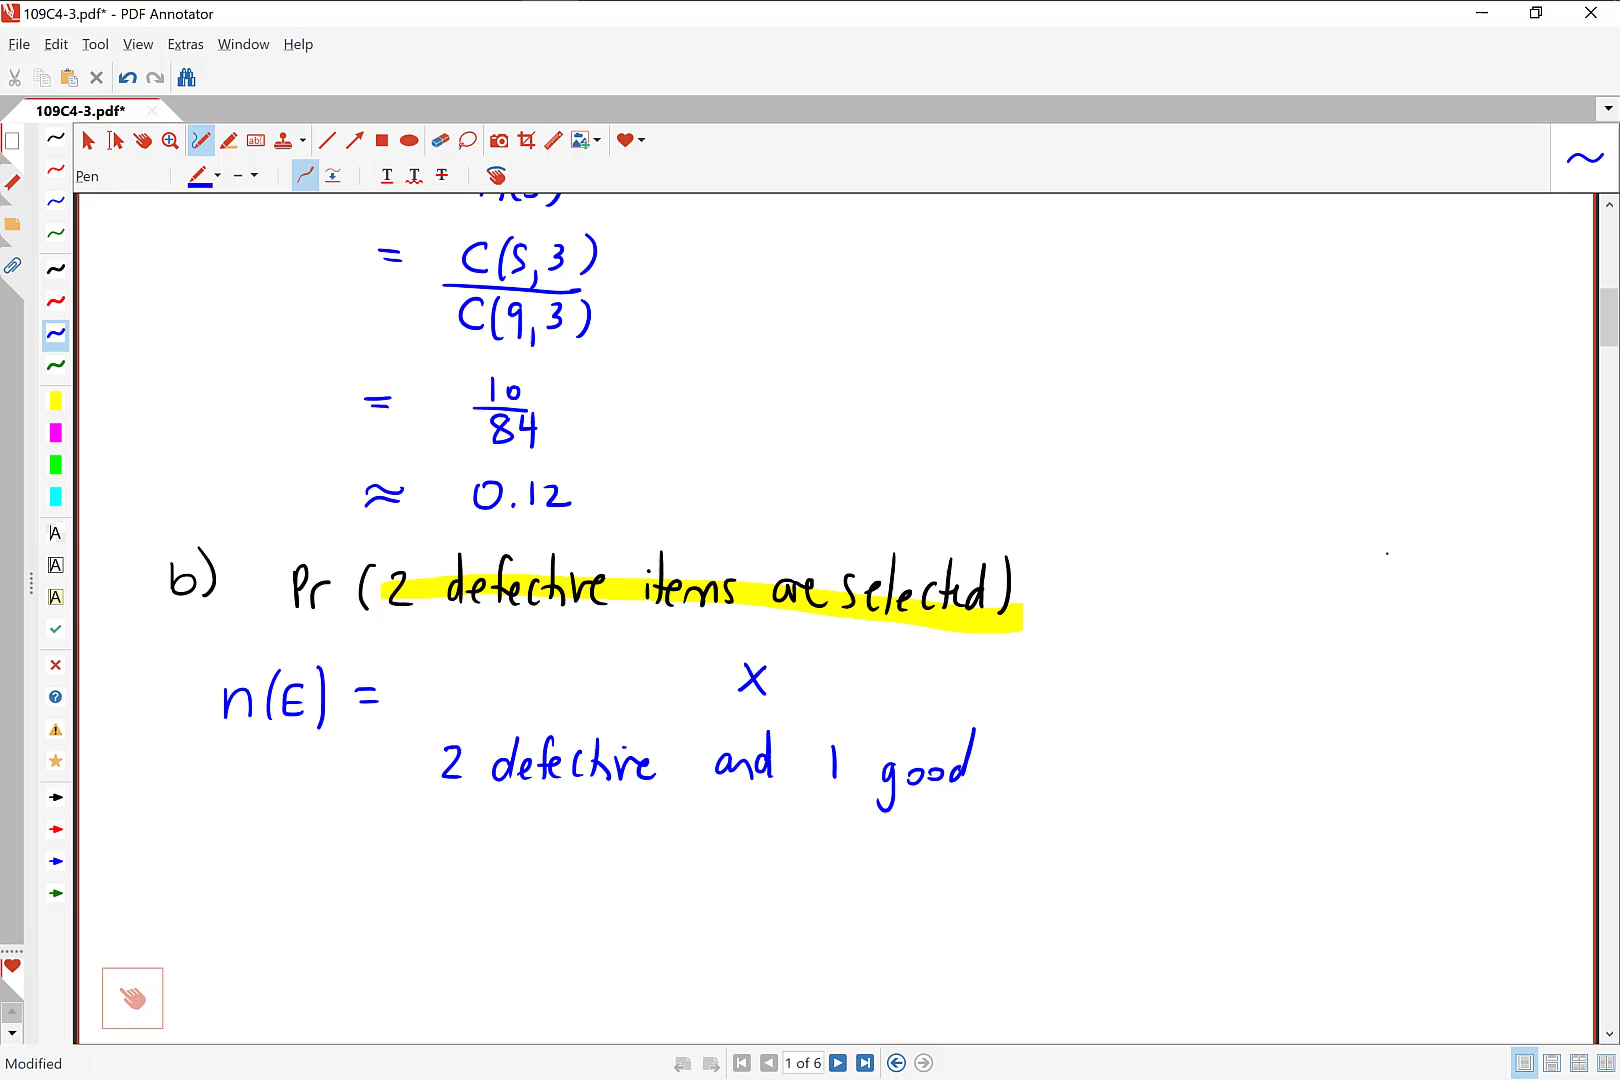 109C4-3.pdf* - PDF Annotator
File Edit Tool View Extras Window Help
109C4-3.pdf*
Pen
= C(5,3)
C(9,3)
= 10
84
≈ 0.12
b) Pr (2 defective items are selected)
n(E) = x
2 defective and 1 good
Modified
1 of 6